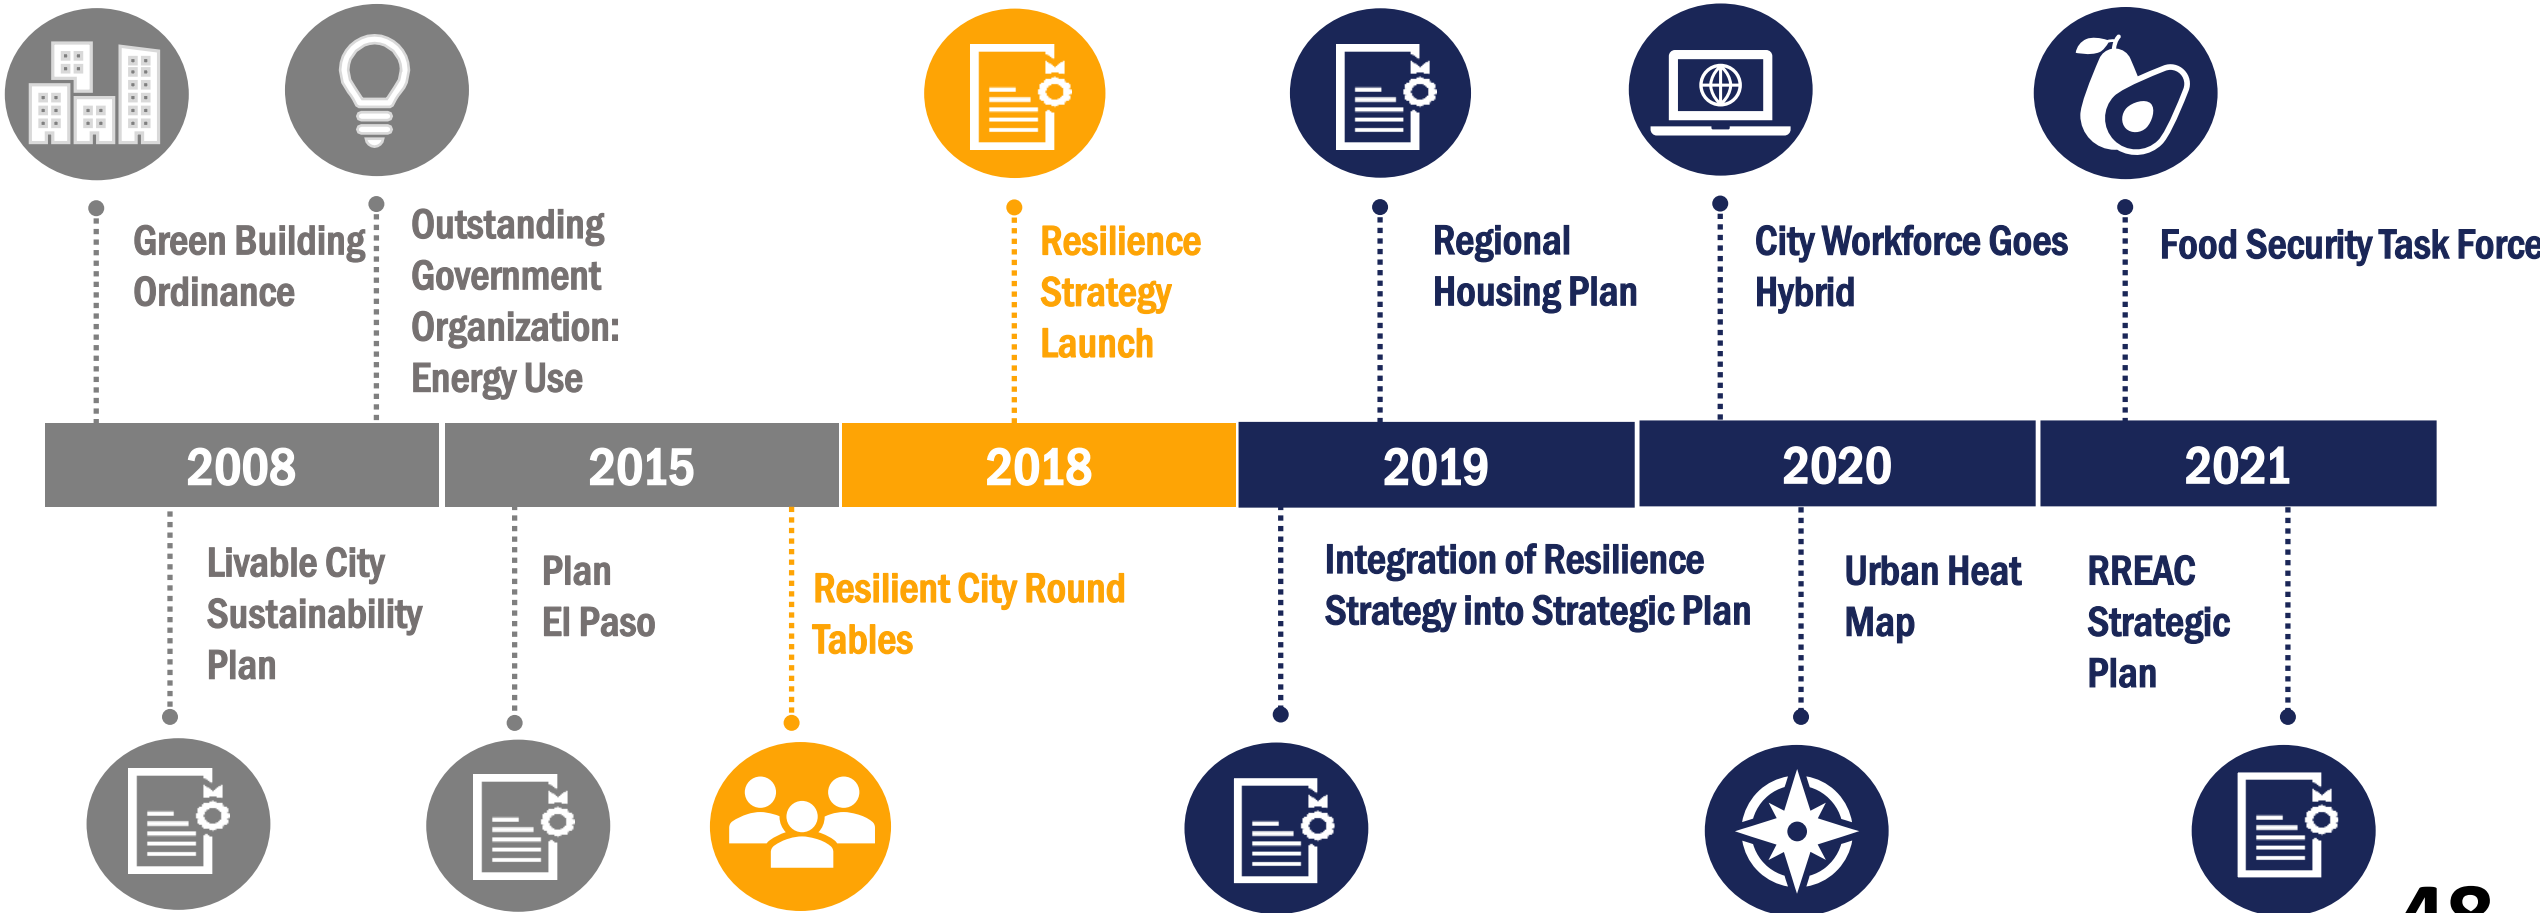 Green Building
Ordinance
Outstanding
Government
Organization:
Energy Use
Resilience
Strategy
Launch
Regional
Housing Plan
City Workforce Goes
Hybrid
Food Security Task Force
2008
2015
2018
2019
2020
2021
Livable City
Sustainability
Plan
Plan
El Paso
Resilient City Round
Tables
Integration of Resilience
Strategy into Strategic Plan
Urban Heat
Map
RREAC
Strategic
Plan
48